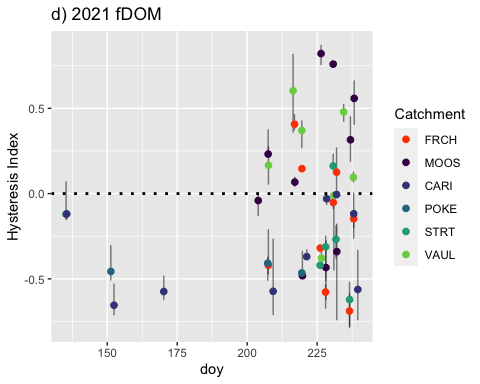 d) 2021 fDOM
Hysteresis Index
0.5
0.0
-0.5
150
175
200
225
doy
Catchment
FRCH
MOOS
CARI
POKE
STRT
VAUL